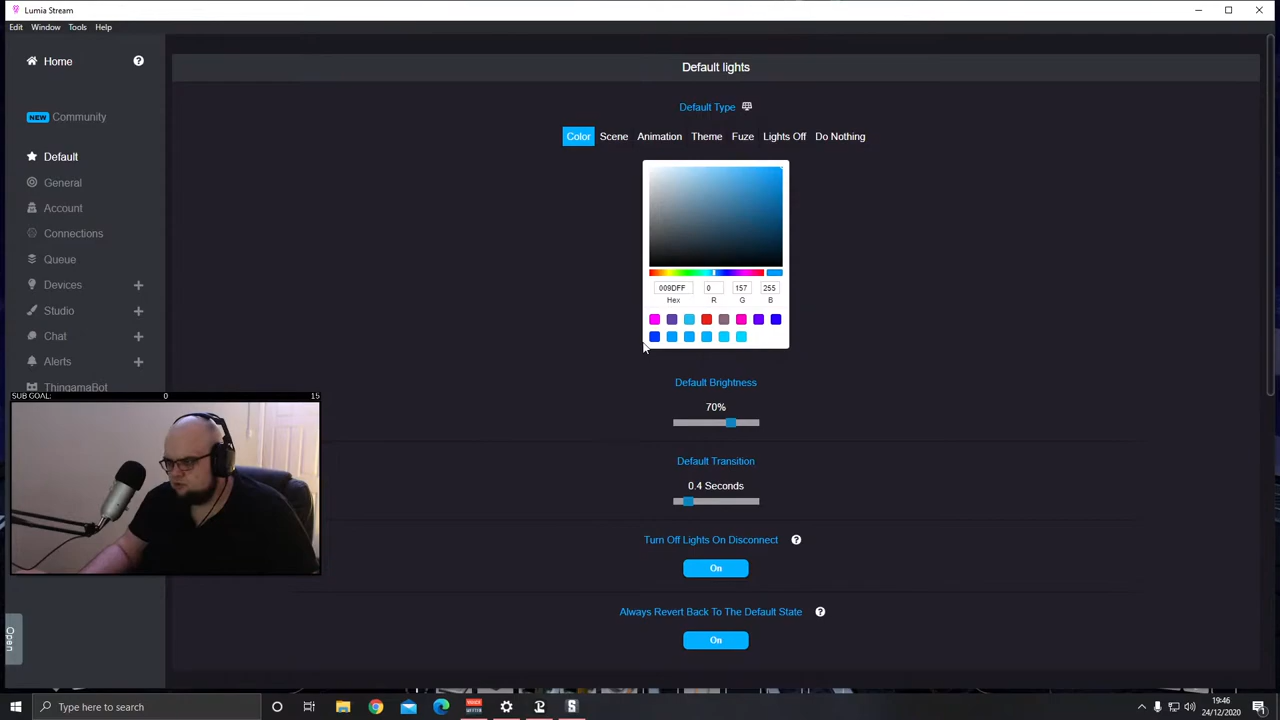 Lumia Stream
Edit Window Tools Help
Home
NEW Community
Default
General
Account
Connections
Queue
Devices
Studio
Chat
Alerts
ThingamaBot
SUB GOAL: 0 15
Open
Default lights
Default Type
Color Scene Animation Theme Fuze Lights Off Do Nothing
009DFF 0 157 255
Hex R G B
Default Brightness
70%
Default Transition
0.4 Seconds
Turn Off Lights On Disconnect
On
Always Revert Back To The Default State
On
Type here to search
19:46
24/12/2020